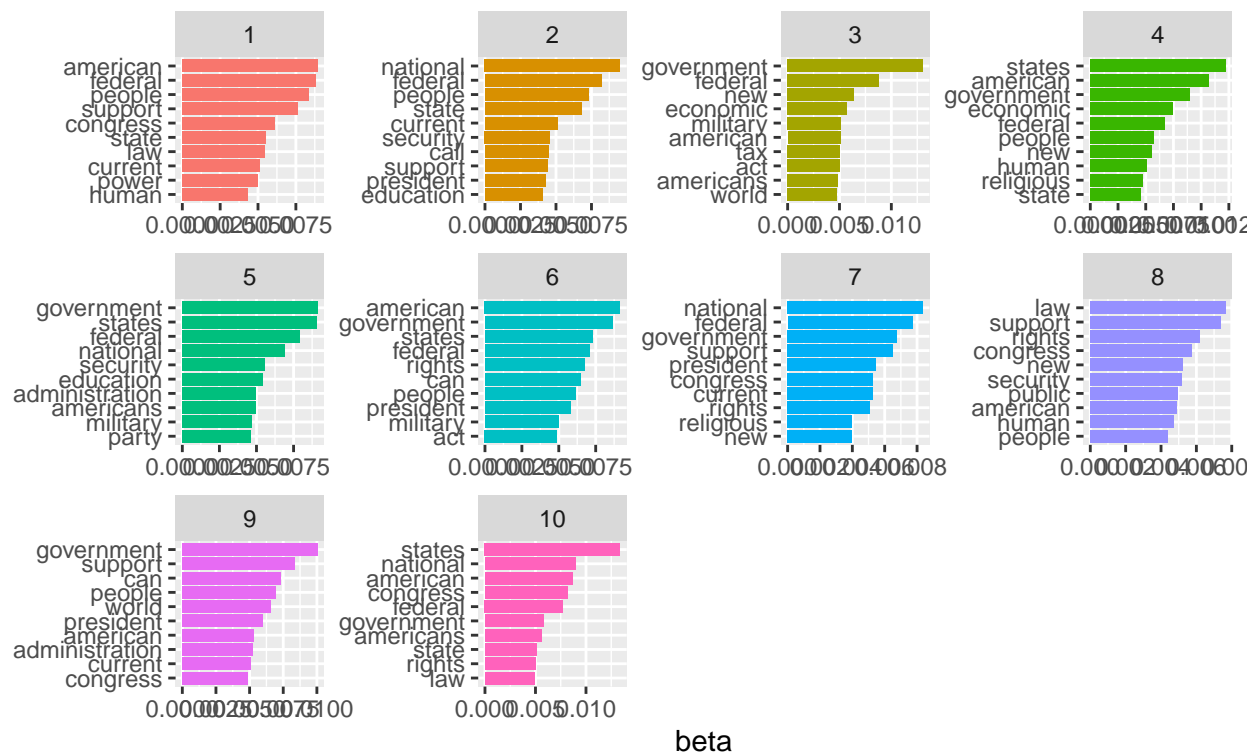 1 2 3 4
american
federal
people
support
congress
state
law
current
power
human
national
federal
people
state
current
security
call
support
president
education
government
federal
new
economic
military
american
tax
act
americans
world
states
american
government
economic
federal
people
new
human
religious
state
0.000 0.005 0.010
5 6 7 8
government
states
federal
national
security
education
administration
americans
military
party
american
government
states
federal
rights
can
people
president
military
act
national
federal
government
support
president
congress
current
rights
religious
new
law
support
rights
congress
new
security
public
american
human
people
9 10
government
support
can
people
world
president
american
administration
current
congress
states
national
american
congress
federal
government
americans
state
rights
law
0.000 0.005 0.010
beta